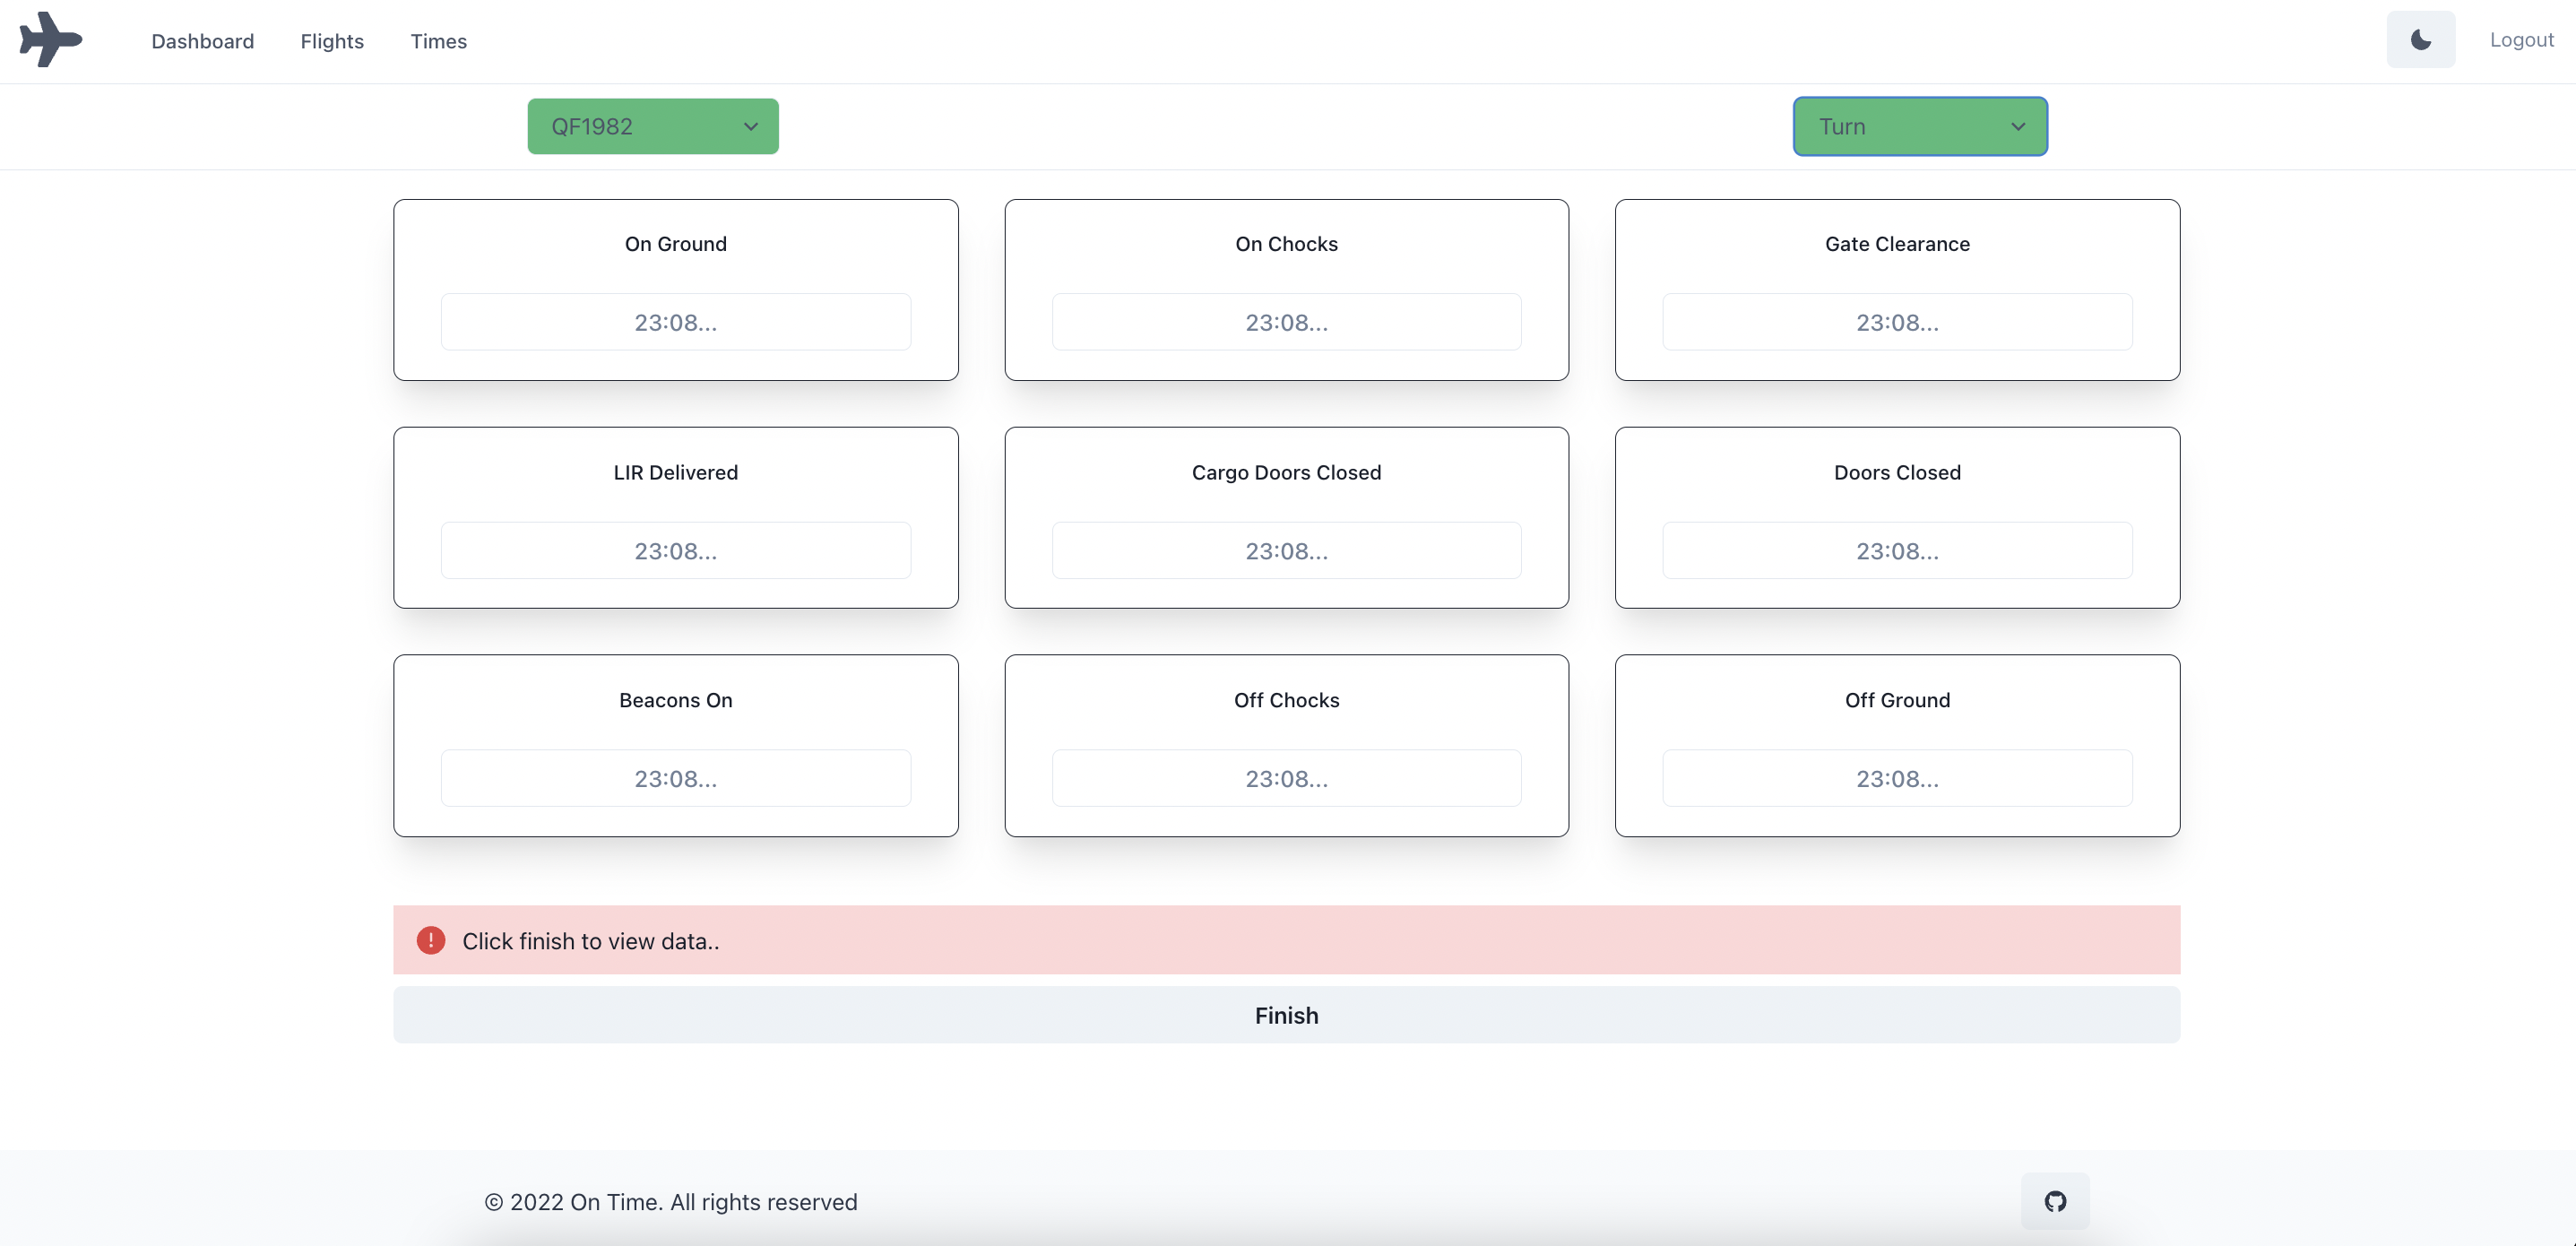 Dashboard Flights Times Logout
QF1982 Turn
On Ground On Chocks Gate Clearance
23:08... 23:08... 23:08...
LIR Delivered Cargo Doors Closed Doors Closed
23:08... 23:08... 23:08...
Beacons On Off Chocks Off Ground
23:08... 23:08... 23:08...
Click finish to view data..
Finish
© 2022 On Time. All rights reserved